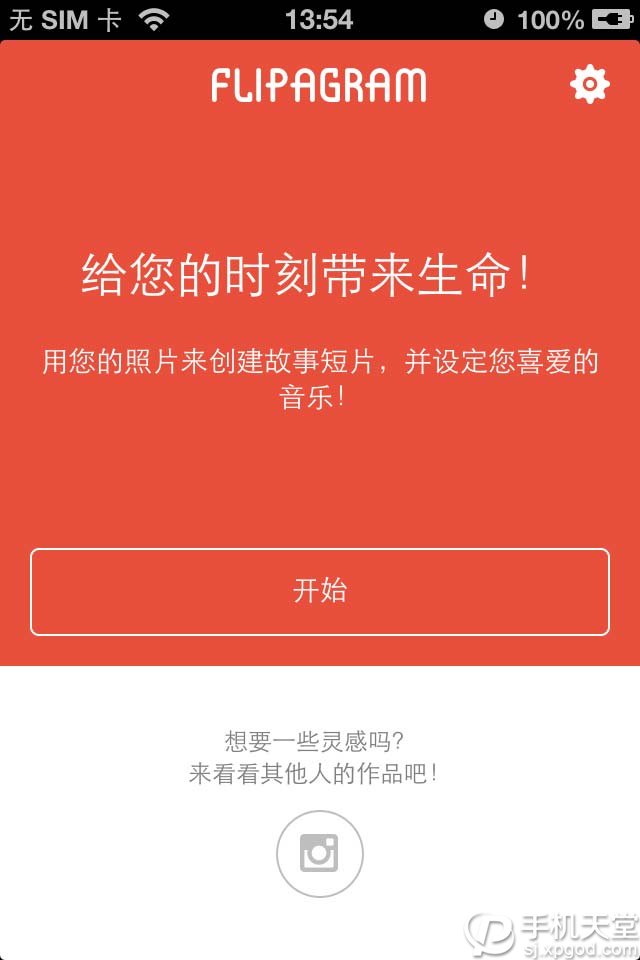 无 SIM 卡 13:54 100%
FLIPAGRAM
给您的时刻带来生命！
用您的照片来创建故事短片，并设定您喜爱的
音乐！
开始
想要一些灵感吗？
来看看其他人的作品吧！
手机天堂
sj.xpgod.com